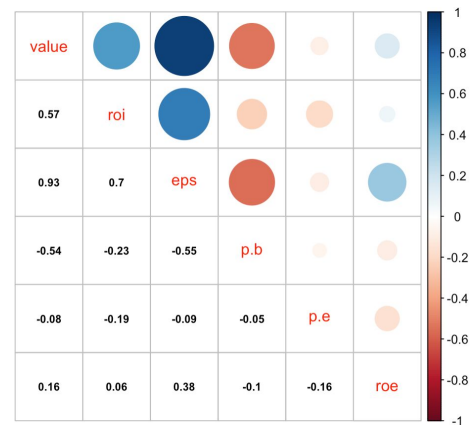 value
0.57 roi
0.93 0.7 eps
-0.54 -0.23 -0.55 p.b
-0.08 -0.19 -0.09 -0.05 p.e
0.16 0.06 0.38 -0.1 -0.16 roe
1
0.8
0.6
0.4
0.2
0
-0.2
-0.4
-0.6
-0.8
-1